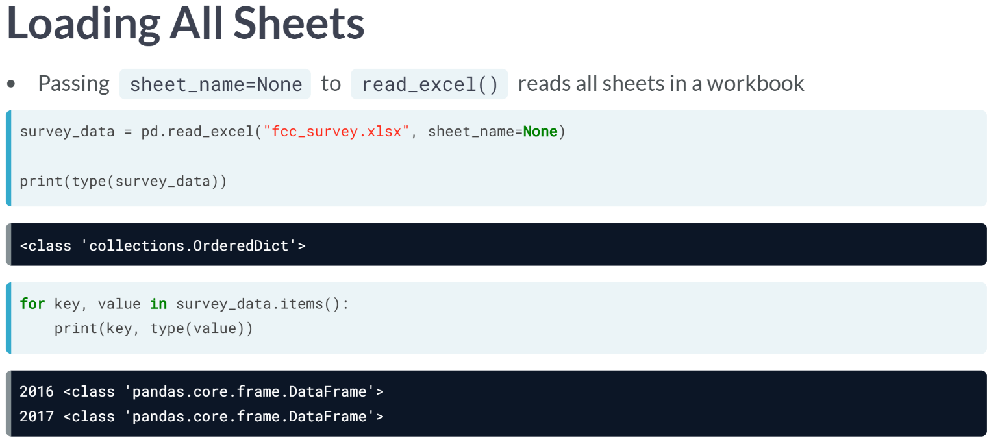 Loading All Sheets
• Passing sheet_name=None to read_excel() reads all sheets in a workbook
survey_data = pd.read_excel("fcc_survey.xlsx", sheet_name=None)
print(type(survey_data))
<class 'collections.OrderedDict'>
for key, value in survey_data.items():
    print(key, type(value))
2016 <class 'pandas.core.frame.DataFrame'>
2017 <class 'pandas.core.frame.DataFrame'>